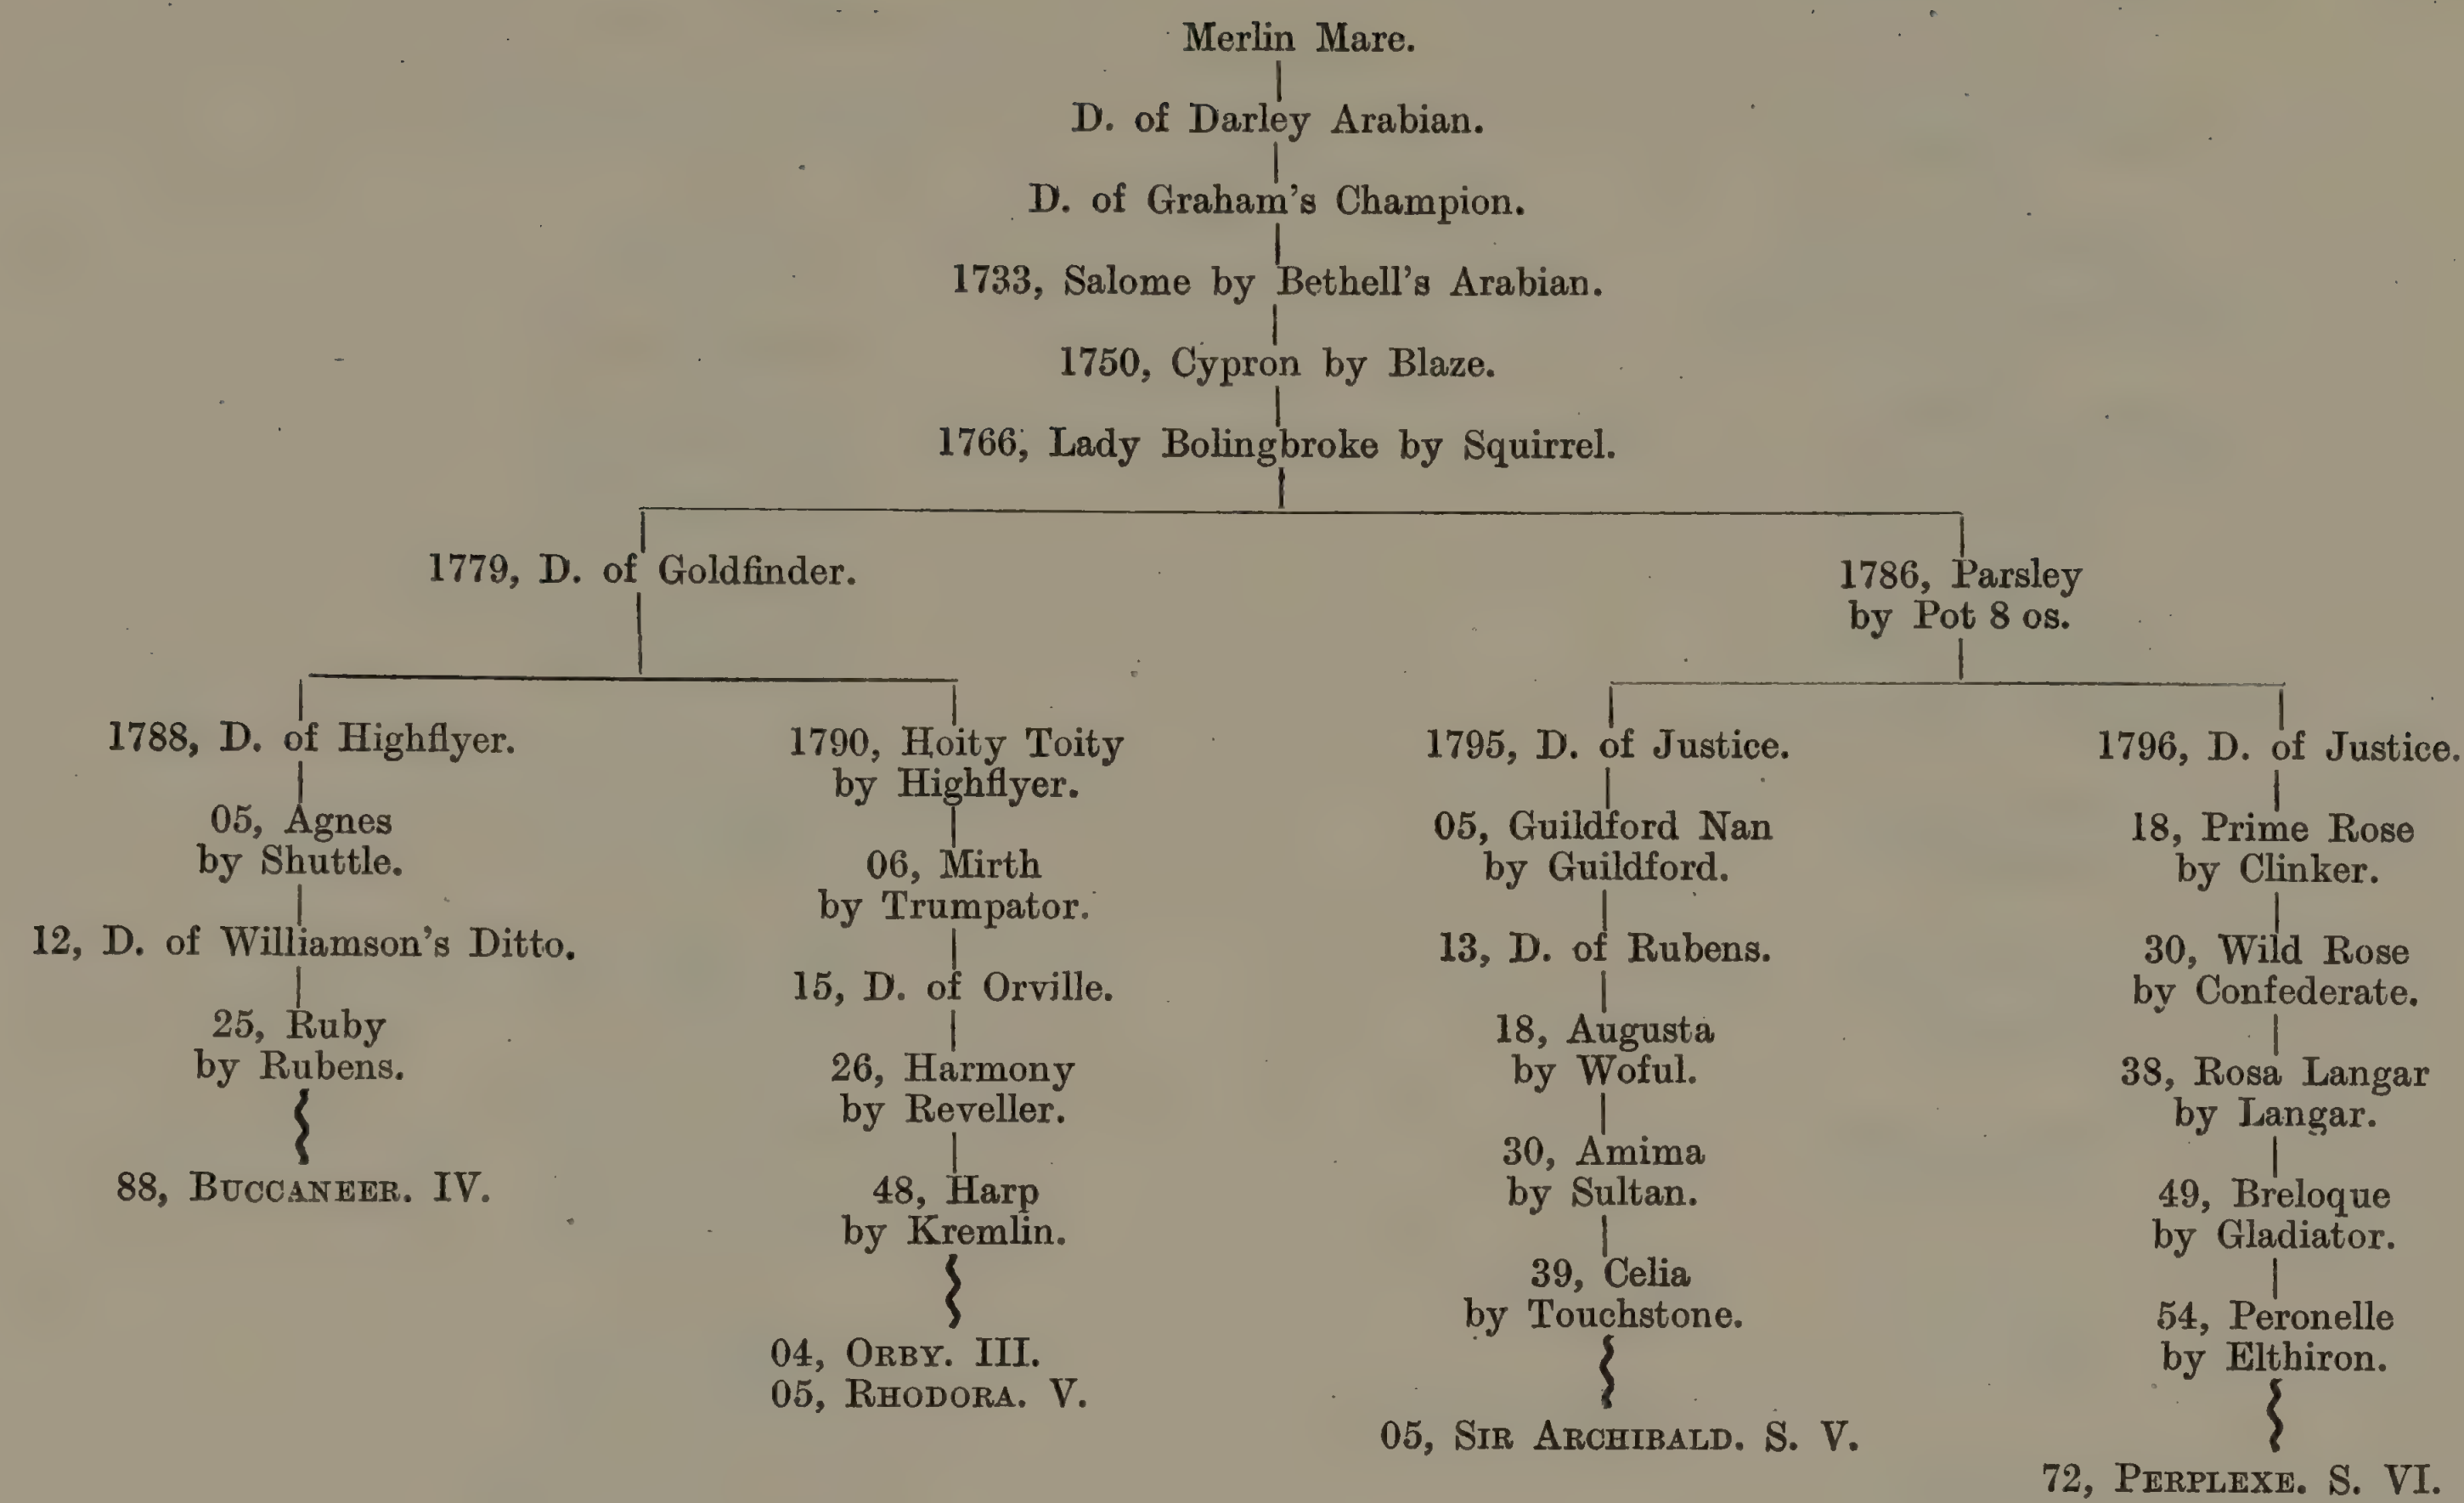 Merlin Mare.
D. of Darley Arabian.
D. of Graham's Champion.
1733, Salome by Bethell's Arabian.
1750, Cypron by Blaze.
1766, Lady Bolingbroke by Squirrel.
1779, D. of Goldfinder.
1788, D. of Highflyer.
05, Agnes
by Shuttle.
12, D. of Williamson's Ditto.
25, Ruby
by Rubens.
88, BUCCANEER. IV.
1790, Hoity Toity
by Highflyer.
06, Mirth
by Trumpator.
15, D. of Orville.
26, Harmony
by Reveller.
48, Harp
by Kremlin.
04, ORBY. III.
05, RHODORA. V.
1786, Parsley
by Pot 8 os.
1795, D. of Justice.
05, Guildford Nan
by Guildford.
13, D. of Rubens.
18, Augusta
by Woful.
30, Amima
by Sultan.
39, Celia
by Touchstone.
05, SIR ARCHIBALD. S. V.
1796, D. of Justice.
18, Prime Rose
by Clinker.
30, Wild Rose
by Confederate.
38, Rosa Langar
by Langar.
49, Breloque
by Gladiator.
54, Peronelle
by Elthiron.
72, PERPLEXE. S. VI.